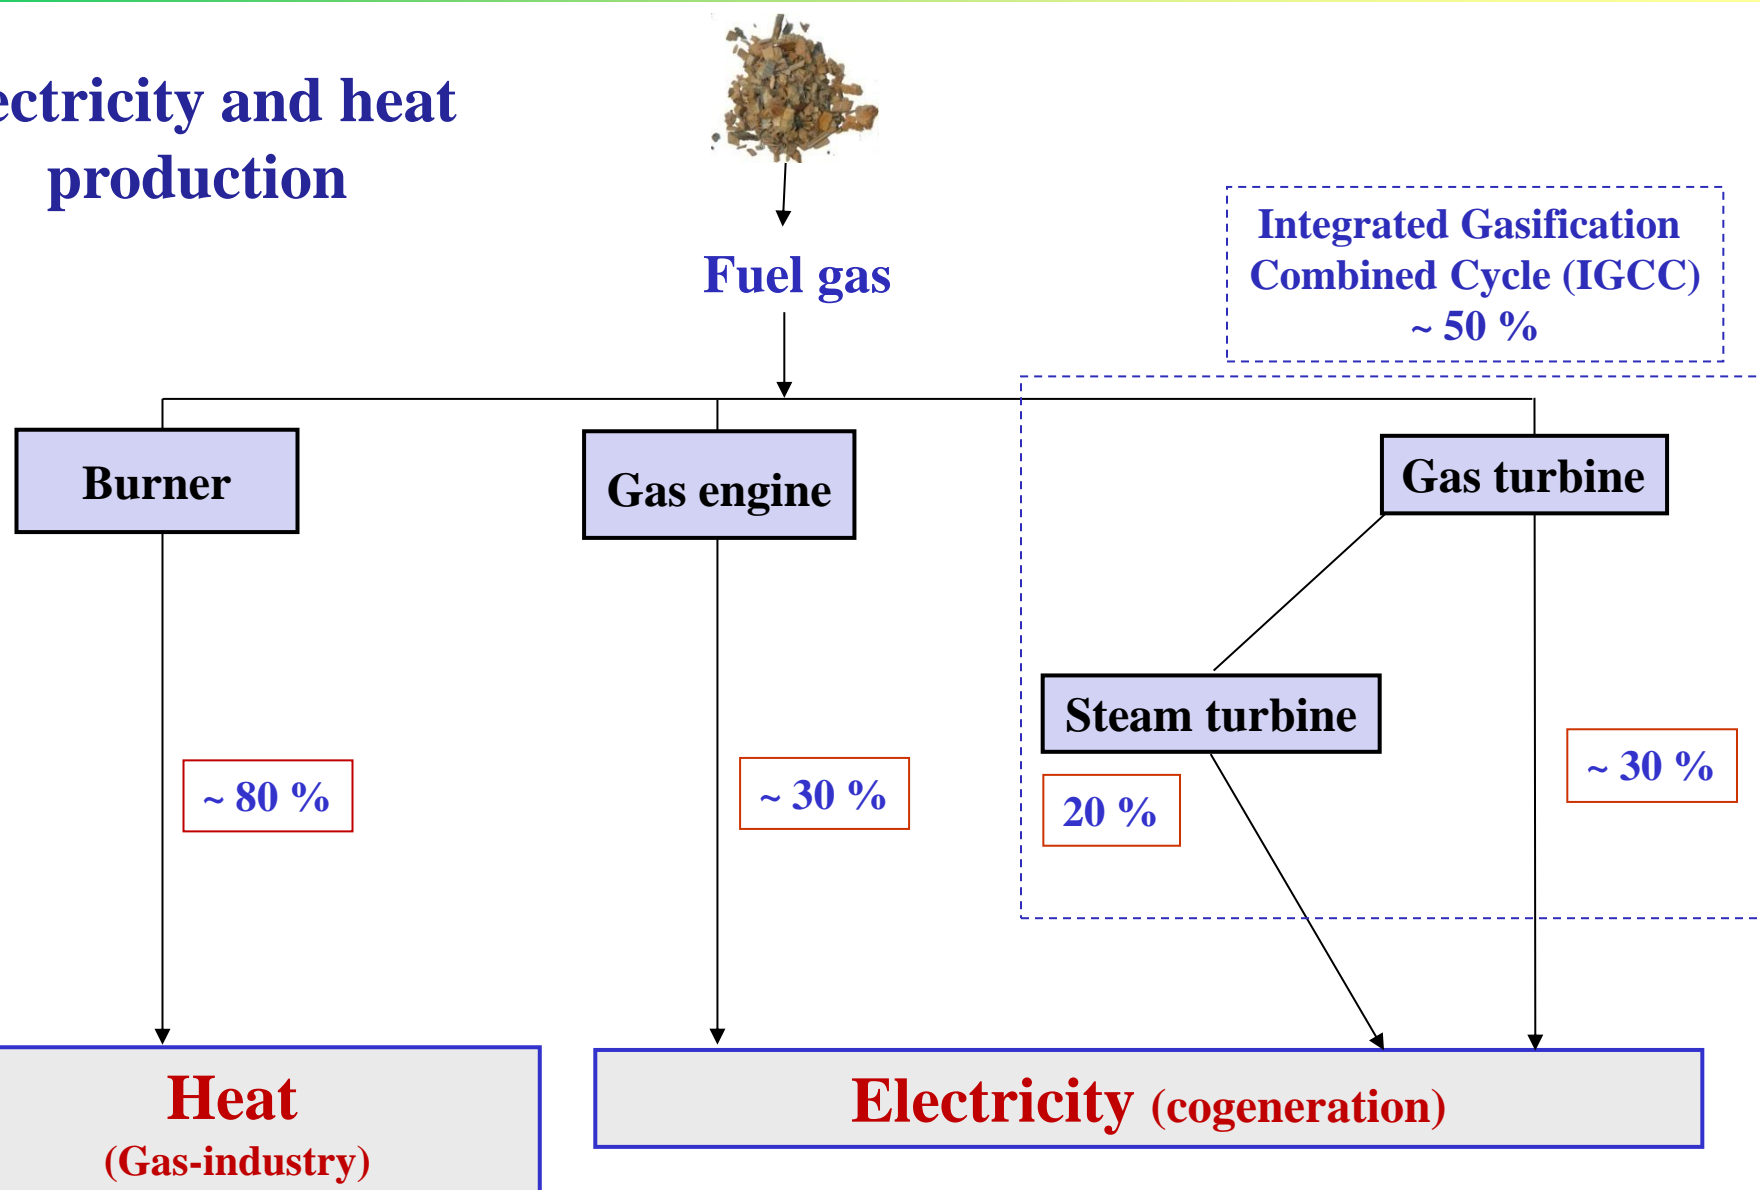 ectricity and heat
production
Fuel gas
Integrated Gasification
Combined Cycle (IGCC)
~ 50 %
Burner
Gas engine
Gas turbine
Steam turbine
~ 80 %
~ 30 %
20 %
~ 30 %
Heat
(Gas-industry)
Electricity (cogeneration)